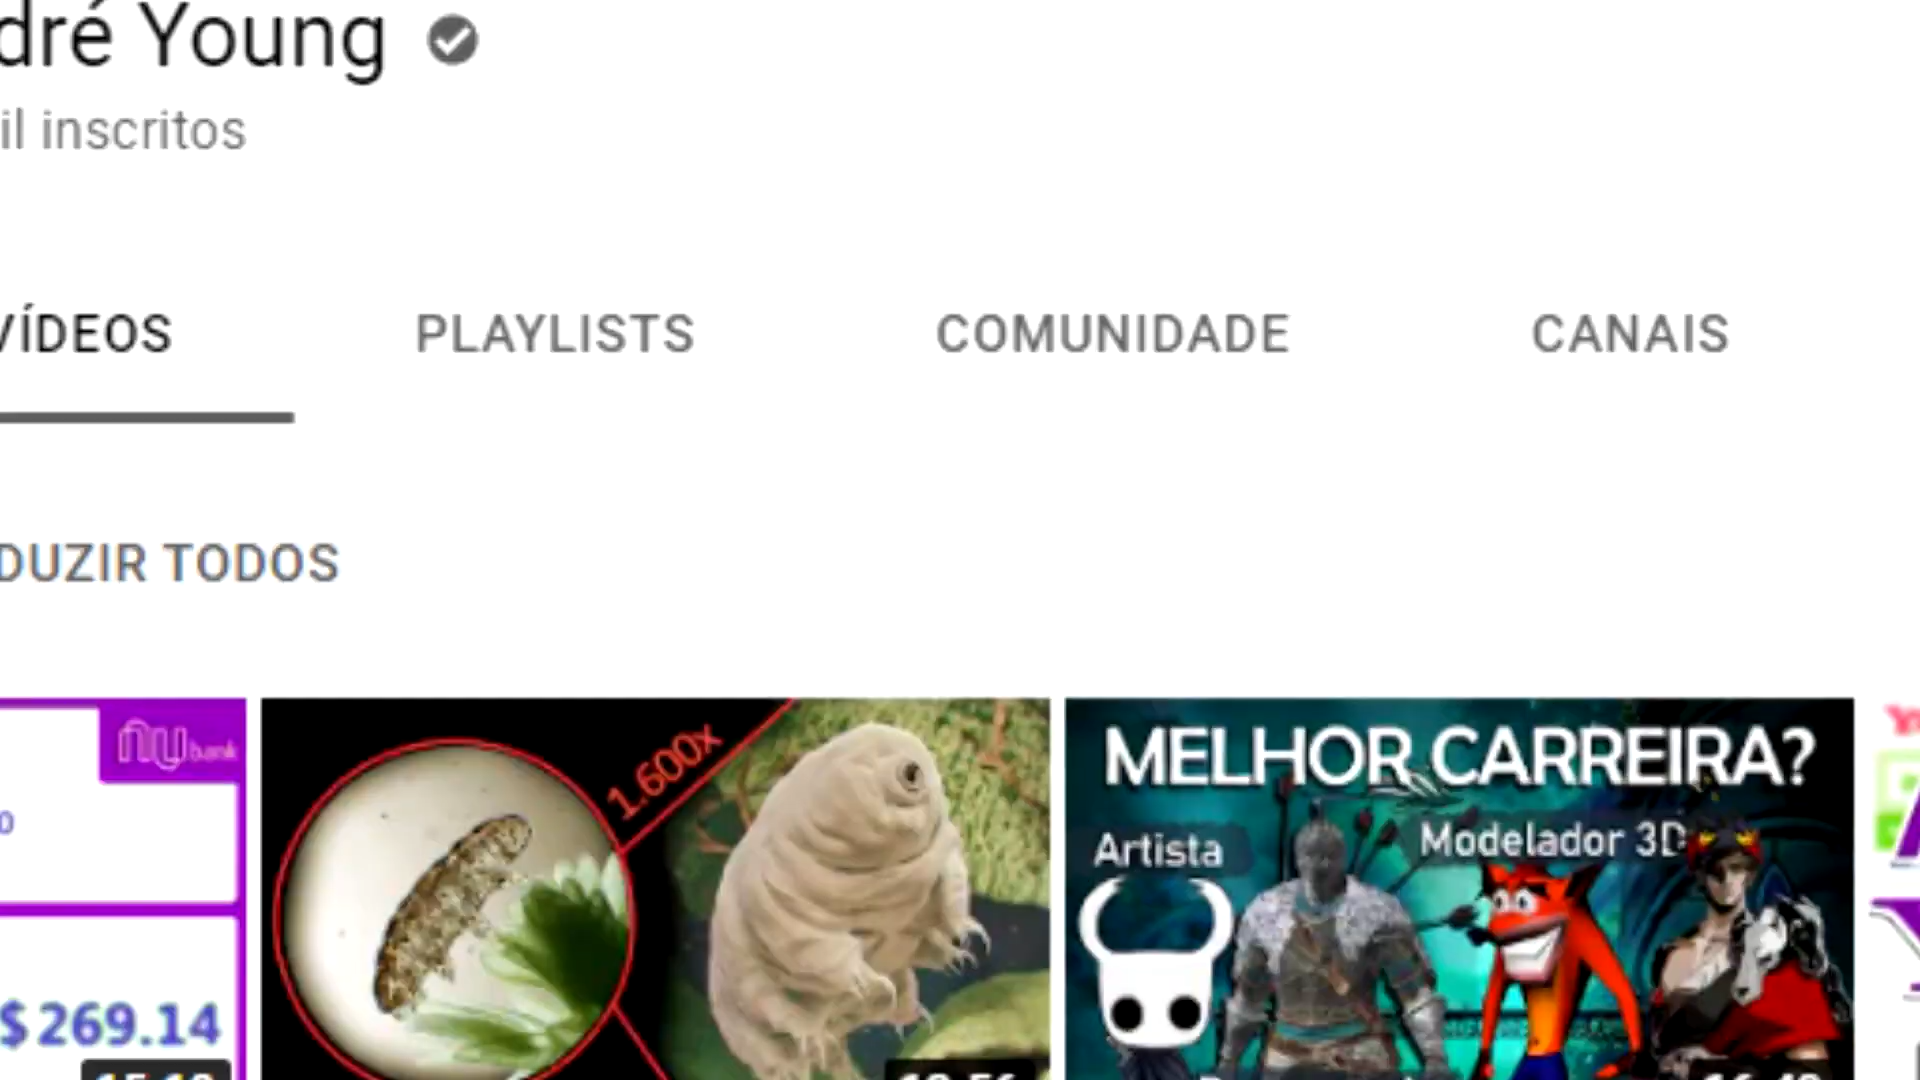 dré Young
il inscritos
VÍDEOS PLAYLISTS COMUNIDADE CANAIS
DUZIR TODOS
nu bank
1.600x
MELHOR CARREIRA?
Artista
Modelador 3D
$269.14